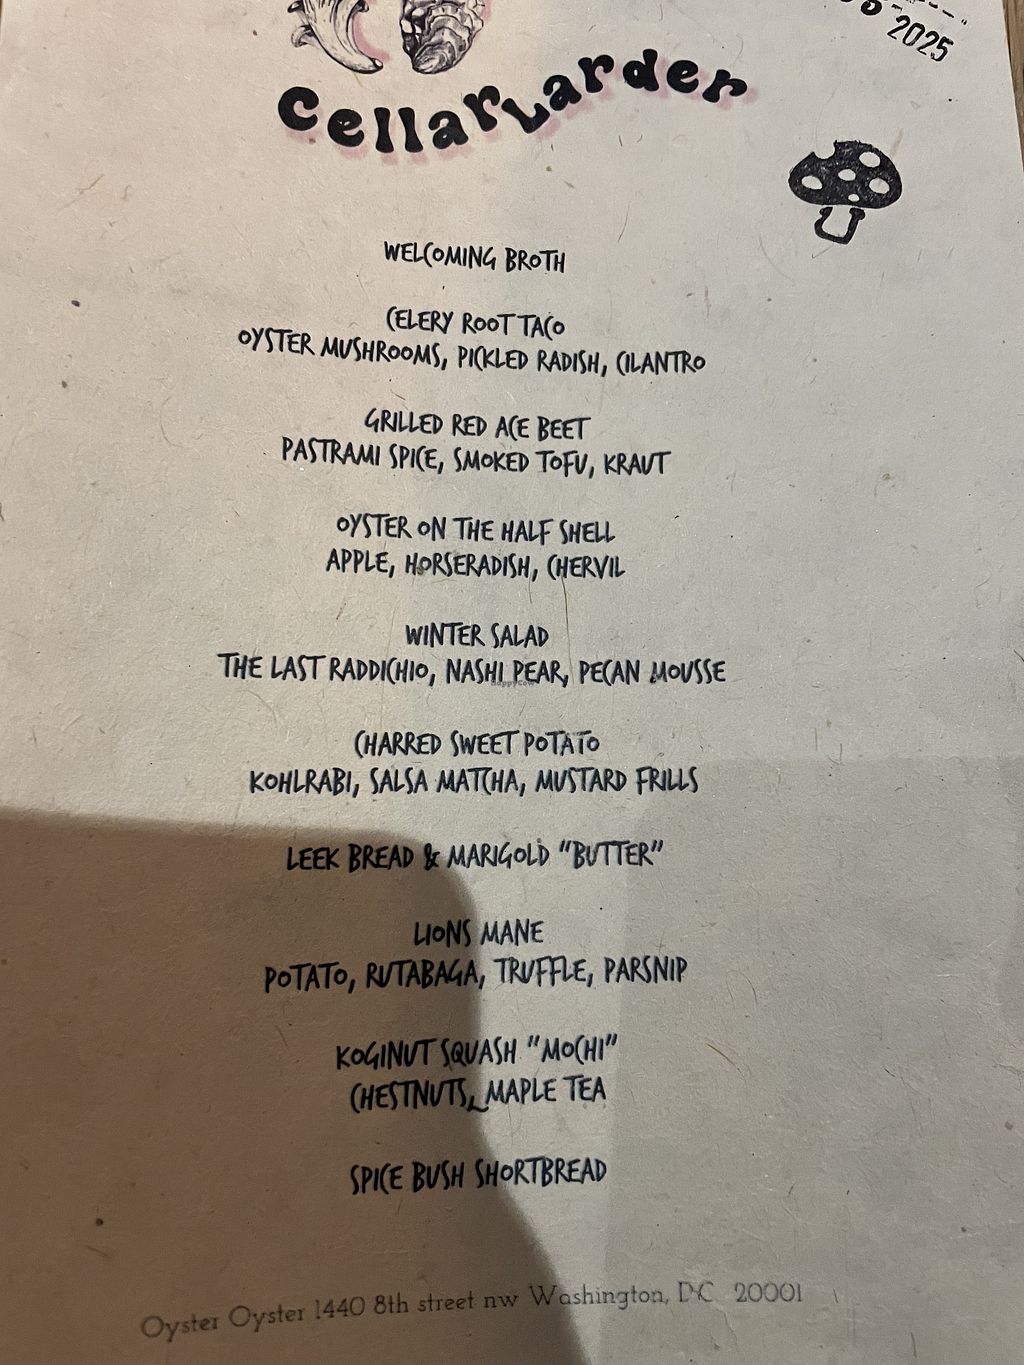 2025
Cellar Larder
WELCOMING BROTH
CELERY ROOT TACO
OYSTER MUSHROOMS, PICKLED RADISH, CILANTRO
GRILLED RED ACE BEET
PASTRAMI SPICE, SMOKED TOFU, KRAUT
OYSTER ON THE HALF SHELL
APPLE, HORSERADISH, CHERVIL
WINTER SALAD
THE LAST RADDICHIO, NASHI PEAR, PECAN MOUSSE
HappyCow
CHARRED SWEET POTATO
KOHLRABI, SALSA MATCHA, MUSTARD FRILLS
LEEK BREAD & MARIGOLD "BUTTER"
LIONS MANE
POTATO, RUTABAGA, TRUFFLE, PARSNIP
KOGINUT SQUASH "MOCHI"
CHESTNUTS, MAPLE TEA
SPICE BUSH SHORTBREAD
Oyster Oyster 1440 8th street nw Washington, D.C. 20001